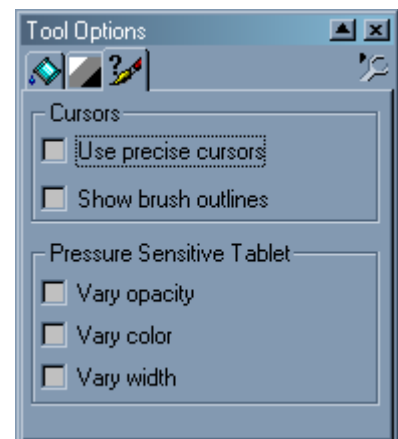 Tool Options
Cursors
Use precise cursors
Show brush outlines
Pressure Sensitive Tablet
Vary opacity
Vary color
Vary width